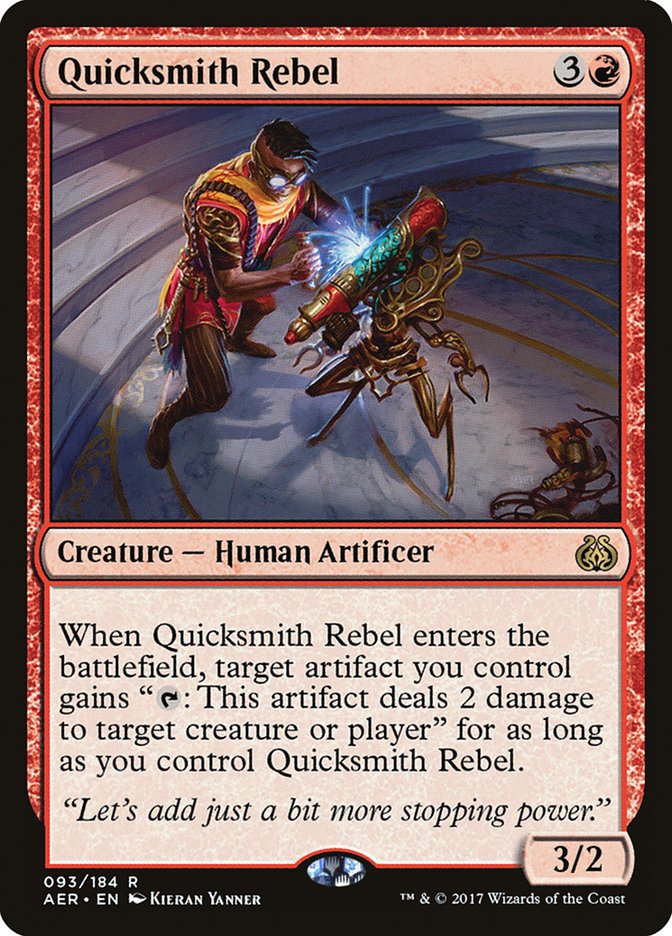 Quicksmith Rebel
3
Creature — Human Artificer
When Quicksmith Rebel enters the
battlefield, target artifact you control
gains “: This artifact deals 2 damage
to target creature or player” for as long
as you control Quicksmith Rebel.
“Let’s add just a bit more stopping power.”
3/2
093/184 R
AER • EN Kieran Yanner
™ & © 2017 Wizards of the Coast